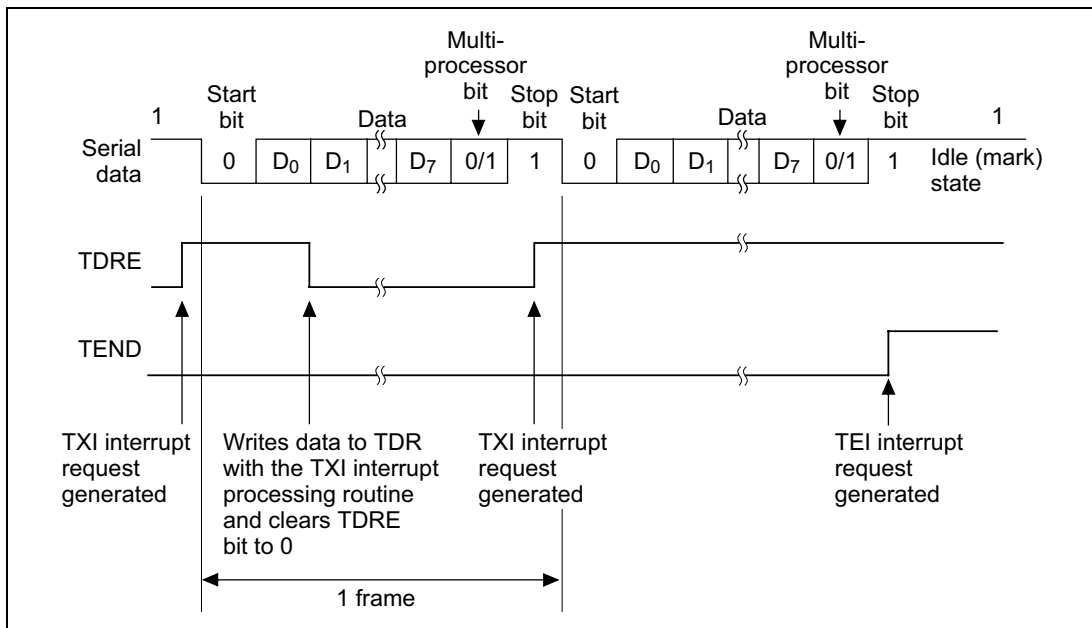 Multi-
processor
bit
Multi-
processor
bit
1
Start
bit
Data
Stop
bit
Start
bit
Data
Stop
bit
1
Serial
data
0 D0 D1 D7 0/1 1 0 D0 D1 D7 0/1 1
Idle (mark)
state
TDRE
TEND
TXI interrupt
request
generated
Writes data to TDR
with the TXI interrupt
processing routine
and clears TDRE
bit to 0
TXI interrupt
request
generated
TEI interrupt
request
generated
1 frame